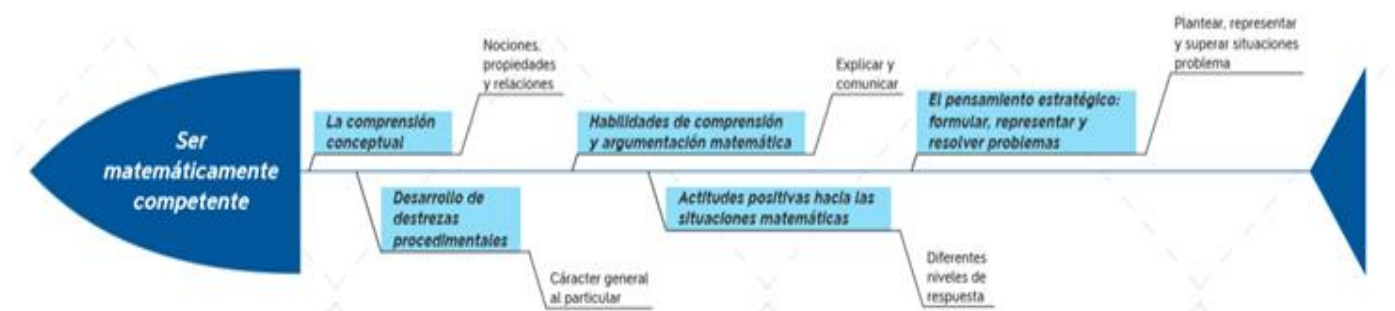 Ser
matemáticamente
competente
La comprensión
conceptual
Nociones,
propiedades
y relaciones
Desarrollo de
destrezas
procedimentales
Cáracter general
al particular
Habilidades de comprensión
y argumentación matemática
Explicar y
comunicar
Actitudes positivas hacia las
situaciones matemáticas
Diferentes
niveles de
respuesta
El pensamiento estratégico:
formular, representar y
resolver problemas
Plantear, representar
y superar situaciones
problema